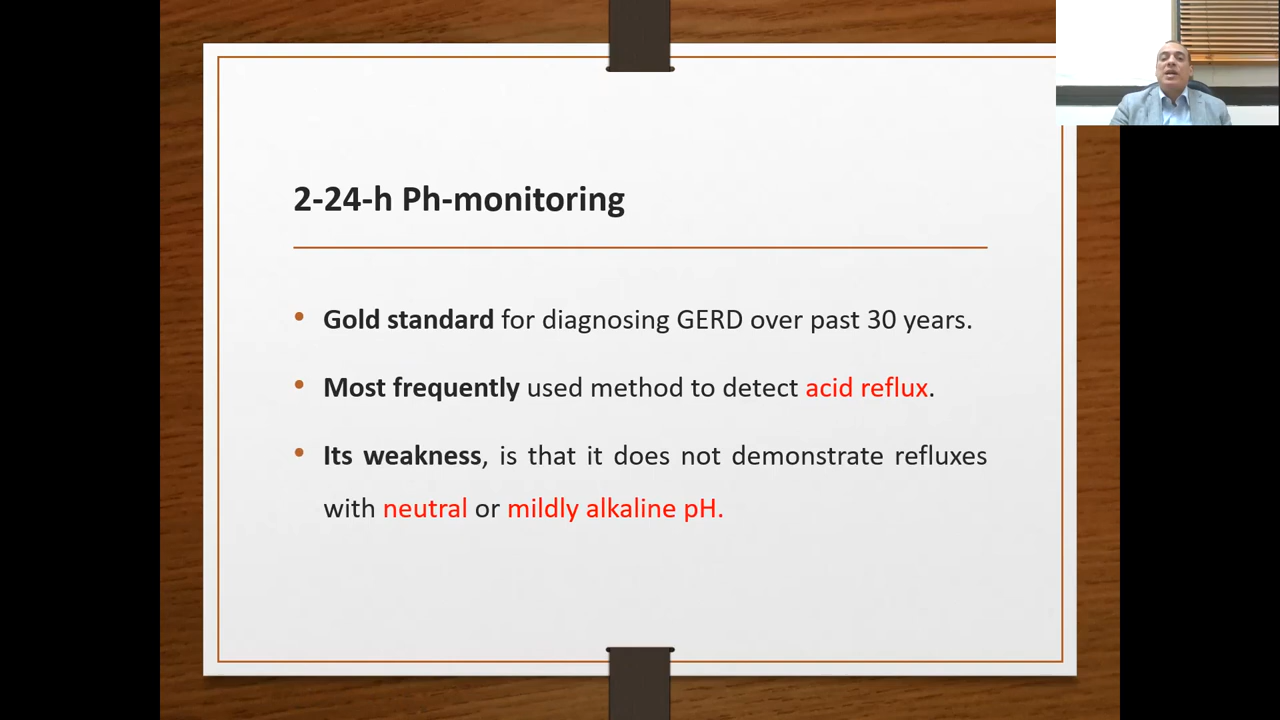 2-24-h Ph-monitoring
• Gold standard for diagnosing GERD over past 30 years.
• Most frequently used method to detect acid reflux.
• Its weakness, is that it does not demonstrate refluxes
with neutral or mildly alkaline pH.